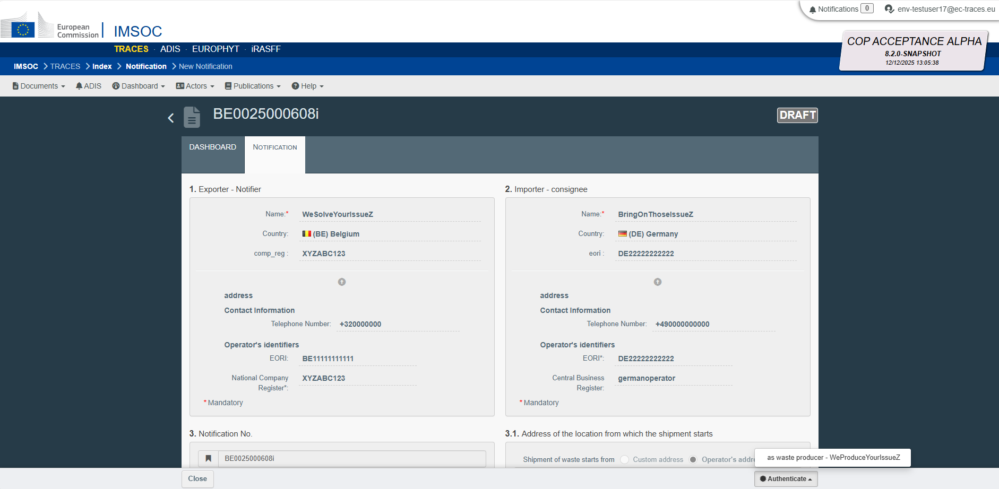 Notifications 0
env-testuser17@ec-traces.eu
European
Commission
IMSOC
COP ACCEPTANCE ALPHA
8.2.0-SNAPSHOT
12/12/2025 13:05:38
TRACES · ADIS · EUROPHYT · iRASFF
IMSOC > TRACES > Index > Notification > New Notification
Documents
ADIS
Dashboard
Actors
Publications
Help
BE0025000608i
DRAFT
DASHBOARD
NOTIFICATION
1. Exporter - Notifier
Name:* WeSolveYourIssueZ
Country: (BE) Belgium
comp_reg : XYZABC123
address
Contact Information
Telephone Number: +320000000
Operator's identifiers
EORI: BE11111111111
National Company
Register*:
XYZABC123
* Mandatory
2. Importer - consignee
Name:* BringOnThoseIssueZ
Country: (DE) Germany
eori : DE22222222222
address
Contact Information
Telephone Number: +490000000000
Operator's identifiers
EORI*: DE22222222222
Central Business
Register:
germanoperator
* Mandatory
3. Notification No.
BE0025000608i
3.1. Address of the location from which the shipment starts
Shipment of waste starts from Custom address Operator's addre
as waste producer - WeProduceYourIssueZ
Close
Authenticate